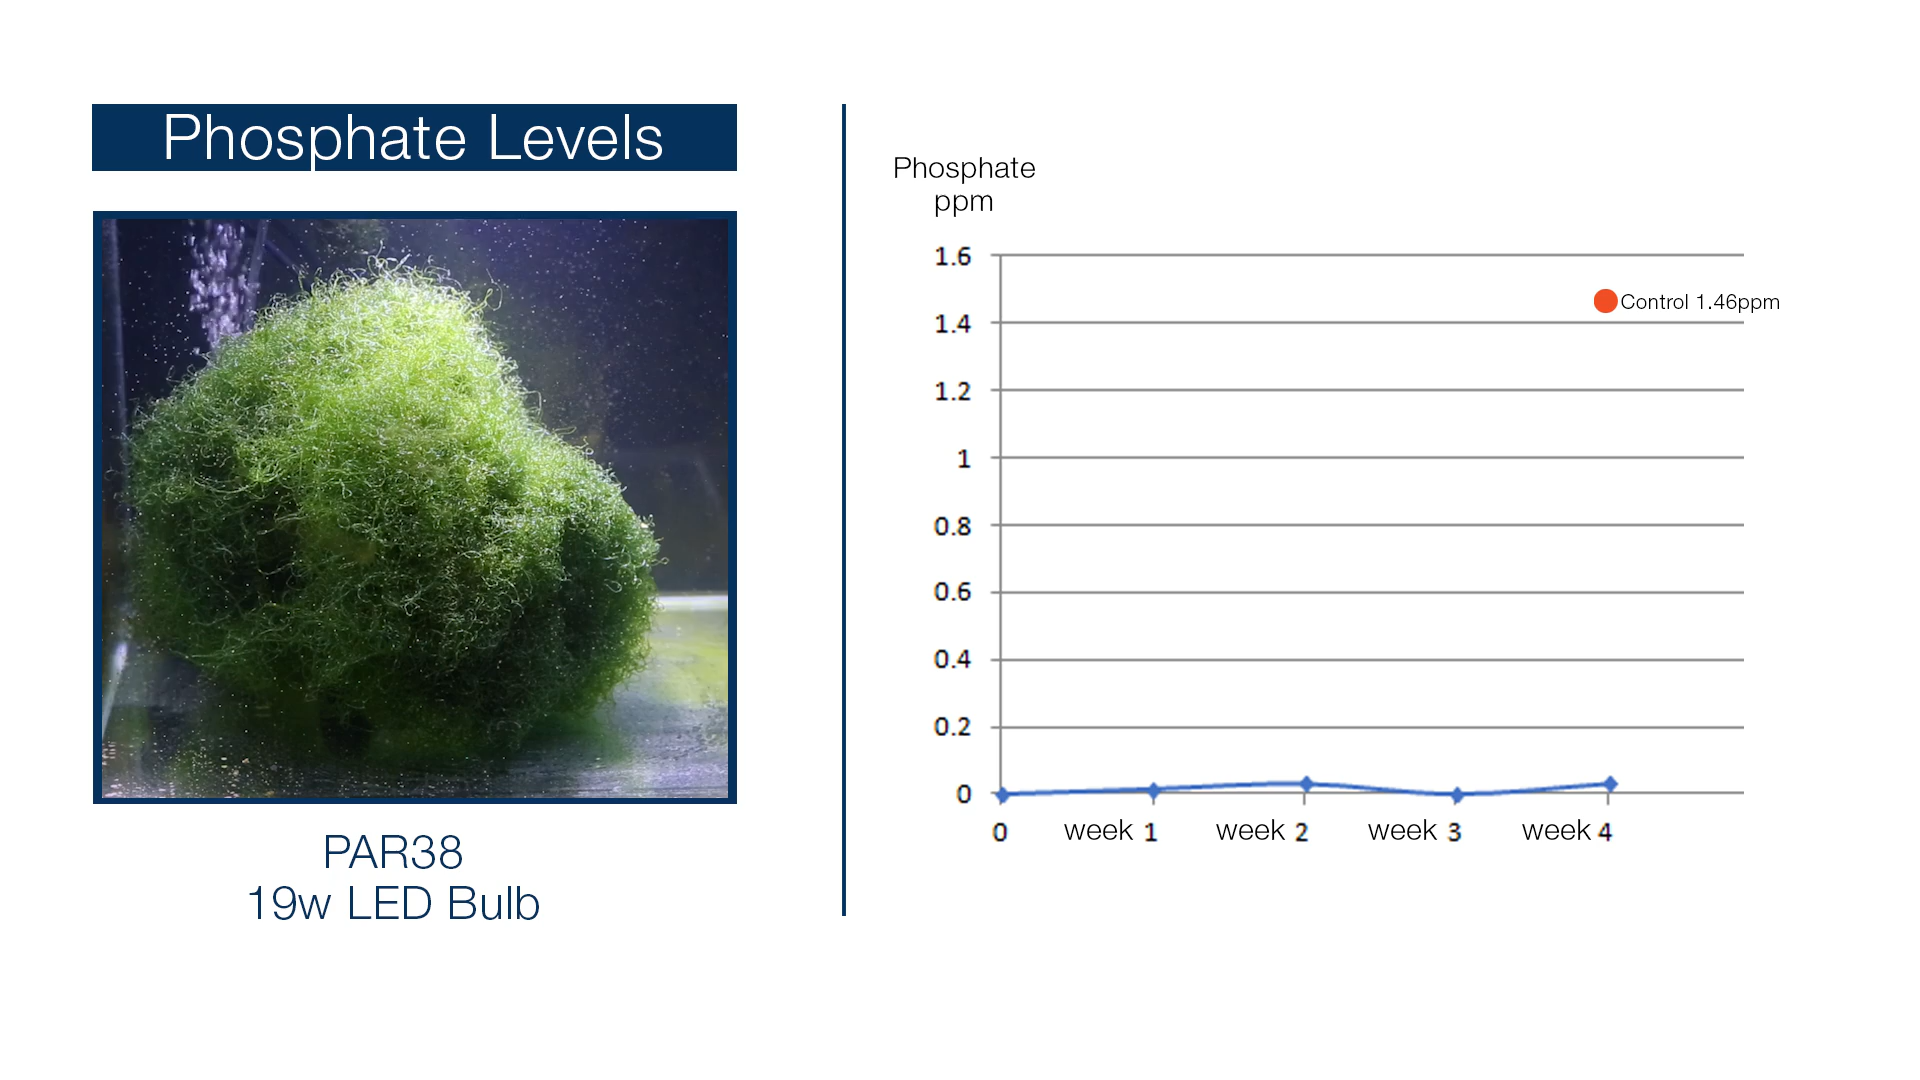 Phosphate Levels
PAR38
19w LED Bulb
Phosphate
ppm
1.6
Control 1.46ppm
1.4
1.2
1
0.8
0.6
0.4
0.2
0
0 week 1 week 2 week 3 week 4